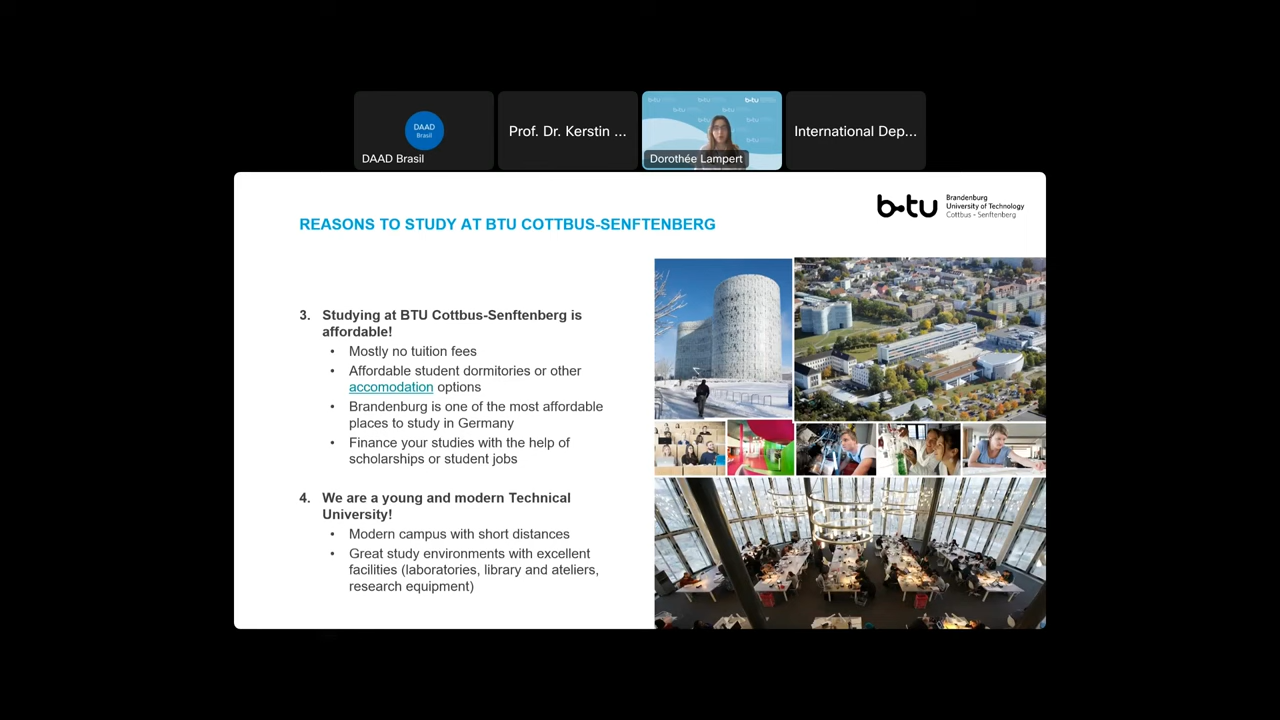 DAAD
Brasil
DAAD Brasil
Prof. Dr. Kerstin ...
b-tu
Dorothée Lampert
International Dep...
b-tu
Brandenburg
University of Technology
Cottbus - Senftenberg
REASONS TO STUDY AT BTU COTTBUS-SENFTENBERG
3. Studying at BTU Cottbus-Senftenberg is
affordable!
• Mostly no tuition fees
• Affordable student dormitories or other
accomodation options
• Brandenburg is one of the most affordable
places to study in Germany
• Finance your studies with the help of
scholarships or student jobs
4. We are a young and modern Technical
University!
• Modern campus with short distances
• Great study environments with excellent
facilities (laboratories, library and ateliers,
research equipment)